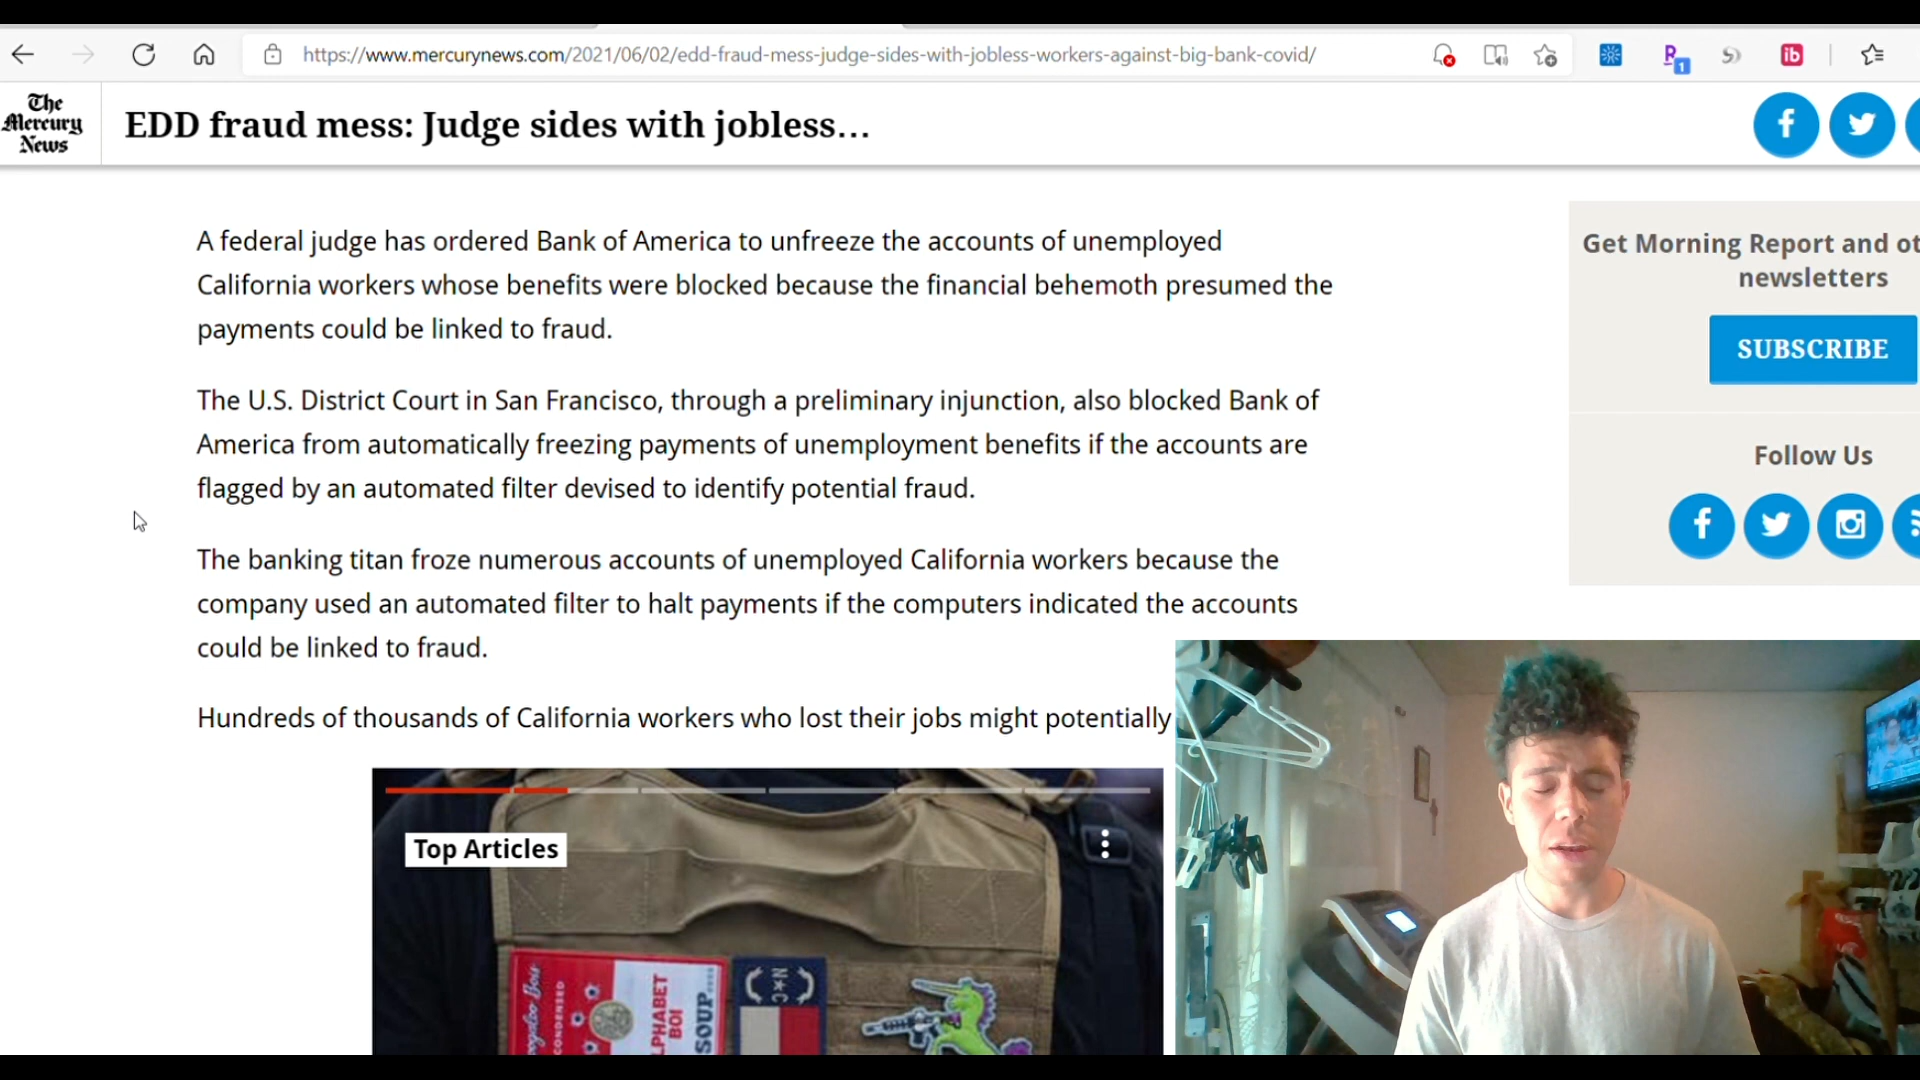 https://www.mercurynews.com/2021/06/02/edd-fraud-mess-judge-sides-with-jobless-workers-against-big-bank-covid/
1
ib
The
Mercury
News
EDD fraud mess: Judge sides with jobless...
A federal judge has ordered Bank of America to unfreeze the accounts of unemployed
California workers whose benefits were blocked because the financial behemoth presumed the
payments could be linked to fraud.
The U.S. District Court in San Francisco, through a preliminary injunction, also blocked Bank of
America from automatically freezing payments of unemployment benefits if the accounts are
flagged by an automated filter devised to identify potential fraud.
The banking titan froze numerous accounts of unemployed California workers because the
company used an automated filter to halt payments if the computers indicated the accounts
could be linked to fraud.
Hundreds of thousands of California workers who lost their jobs might potentially
Get Morning Report and ot
newsletters
SUBSCRIBE
Follow Us
Top Articles
CONDENSED
LPHABET
BOI
SOUP
N★C